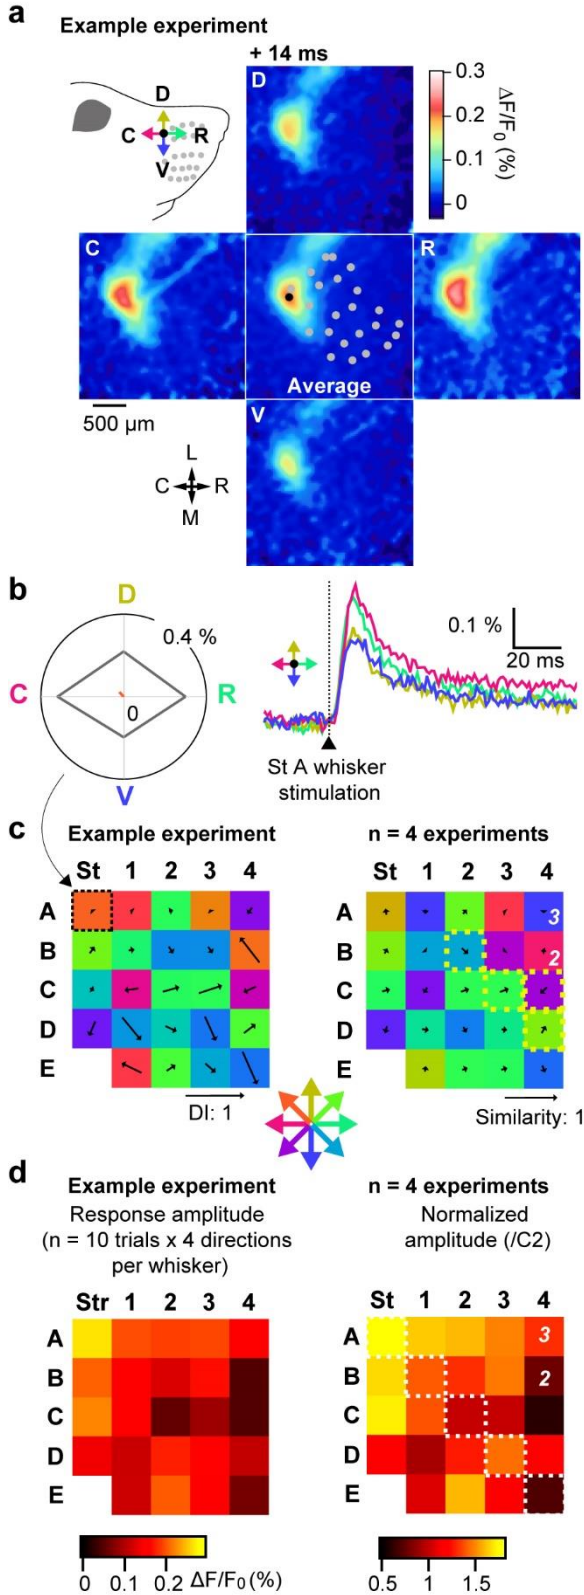 a
Example experiment
+ 14 ms
D
C R
V
D
0.3
0.2
0.1
0
ΔF/F0 (%)
C
R
Average
500 µm
V
L
C R
M
b
D
0.4 %
C
R
0
V
0.1 %
20 ms
St A whisker
stimulation
c
Example experiment
n = 4 experiments
St 1 2 3 4
St 1 2 3 4
A
B
C
D
E
A 3
B 2
C
D
E
DI: 1
Similarity: 1
d
Example experiment
Response amplitude
(n = 10 trials x 4 directions
per whisker)
n = 4 experiments
Normalized
amplitude (/C2)
Str 1 2 3 4
St 1 2 3 4
A
B
C
D
E
A 3
B 2
C
D
E
0 0.1 0.2
ΔF/F0 (%)
0.5 1 1.5